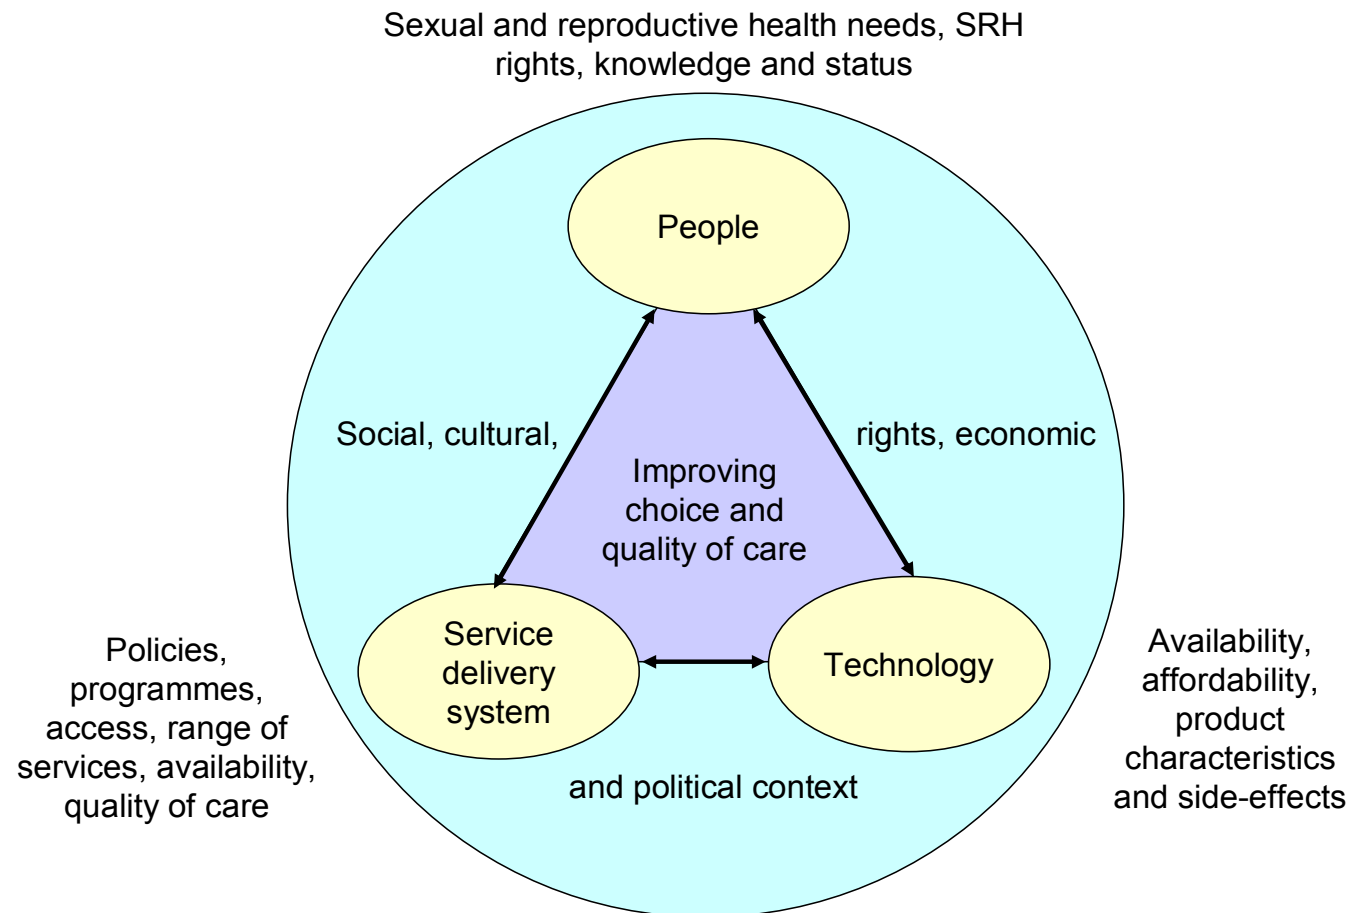 Sexual and reproductive health needs, SRH
rights, knowledge and status
People
Social, cultural,
rights, economic
Improving
choice and
quality of care
Service
delivery
system
Technology
Policies,
programmes,
access, range of
services, availability,
quality of care
Availability,
affordability,
product
characteristics
and side-effects
and political context